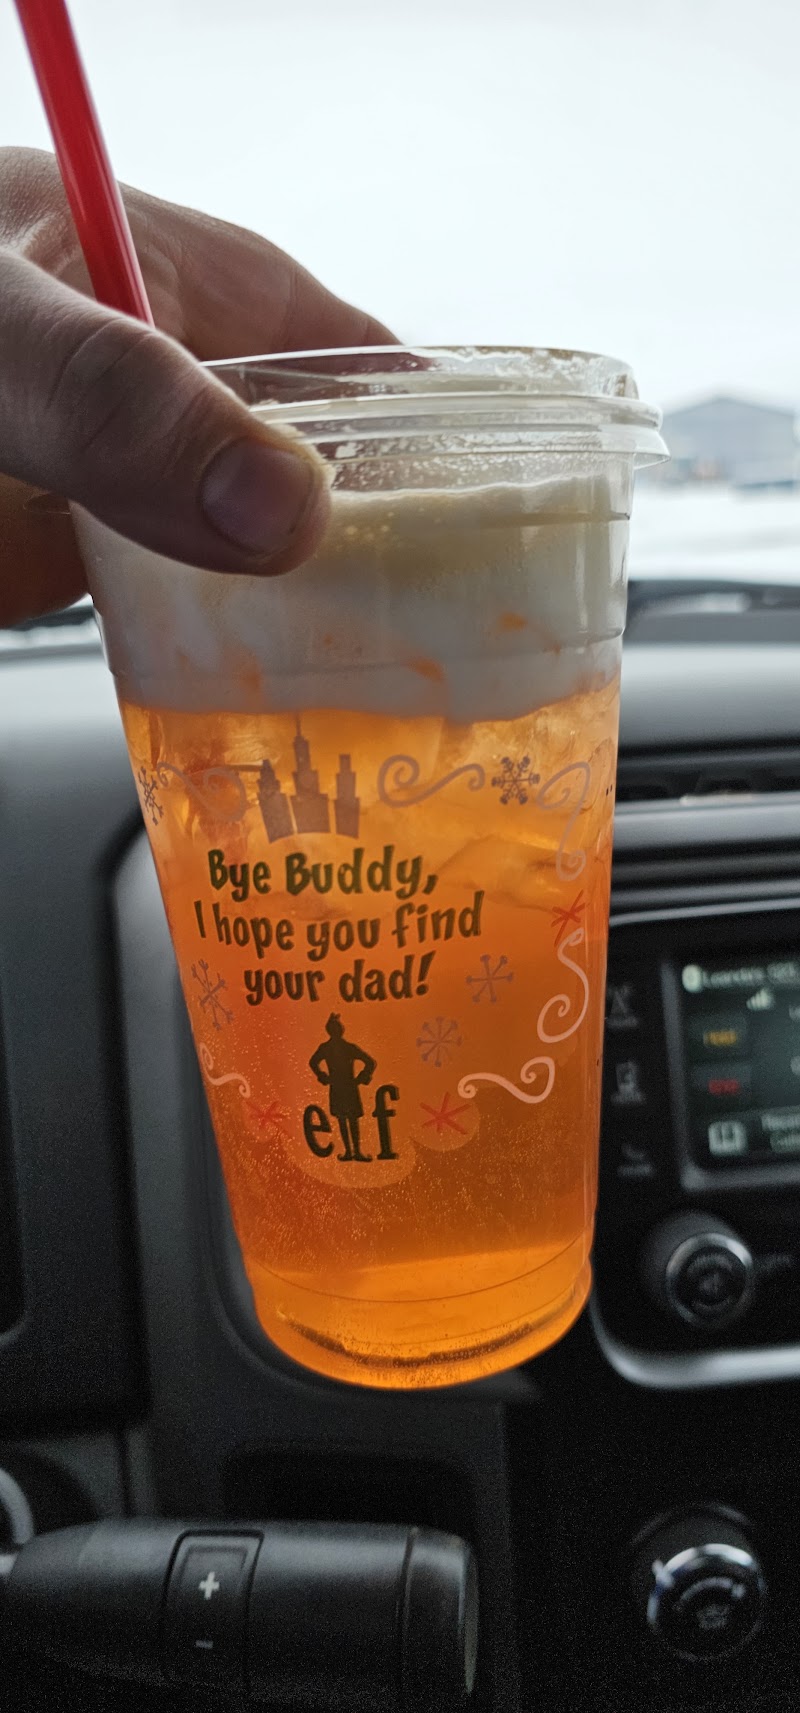 Bye Buddy,
I hope you find
your dad!
elf
+
-